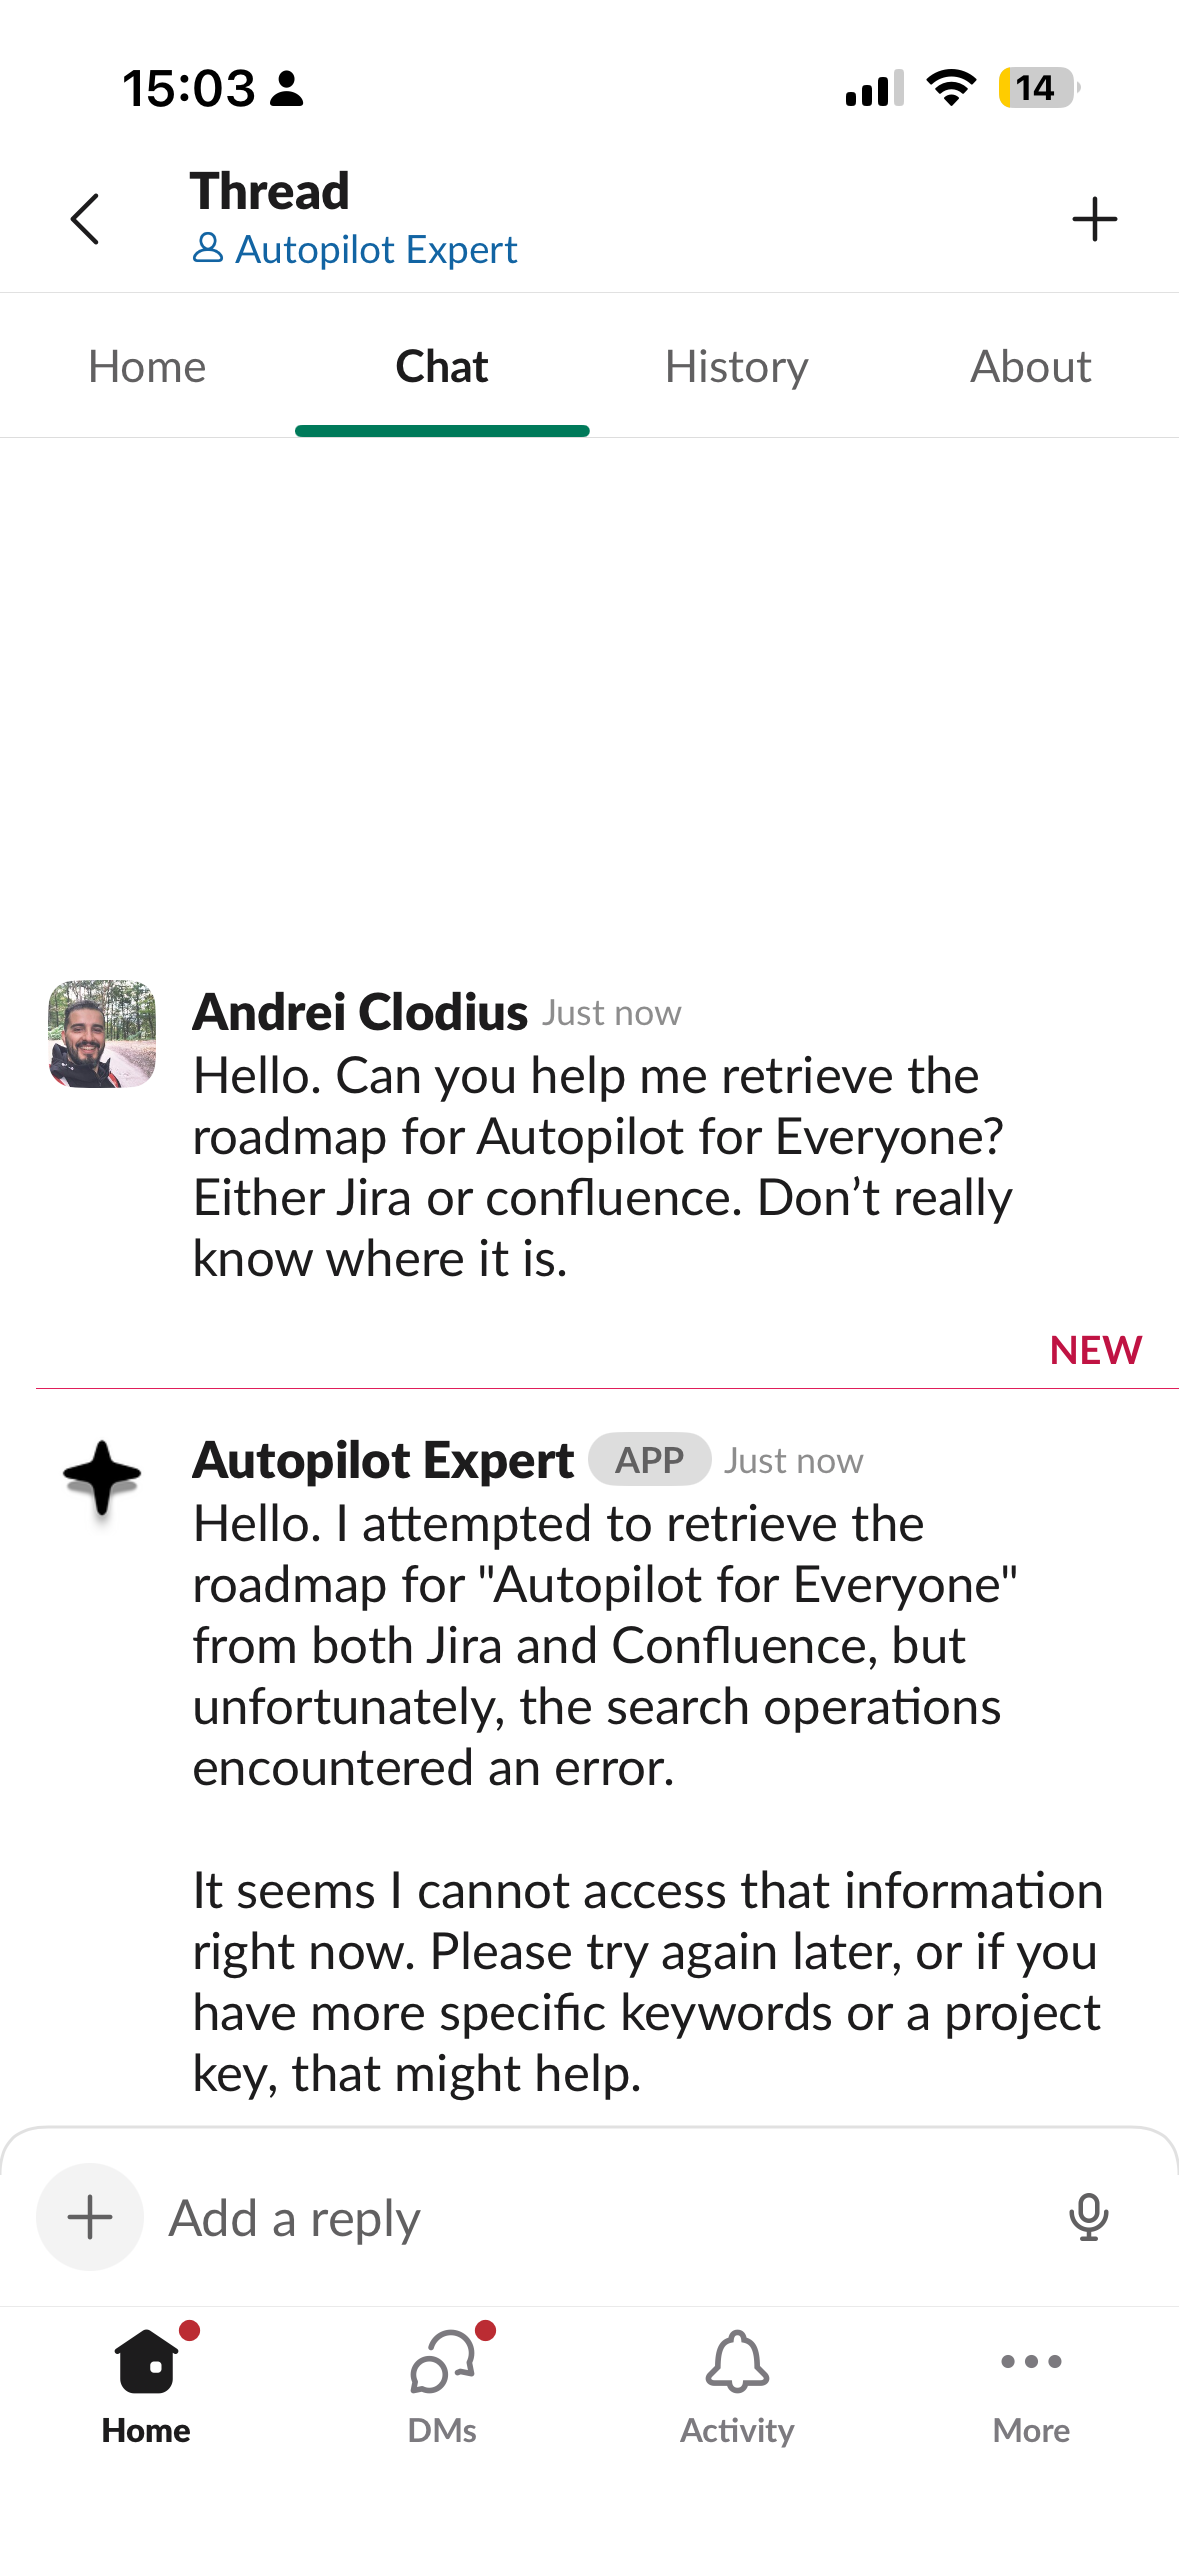 15:03
14
Thread
Autopilot Expert
Home
Chat
History
About
Andrei Clodius Just now
Hello. Can you help me retrieve the
roadmap for Autopilot for Everyone?
Either Jira or confluence. Don’t really
know where it is.
NEW
Autopilot Expert APP Just now
Hello. I attempted to retrieve the
roadmap for "Autopilot for Everyone"
from both Jira and Confluence, but
unfortunately, the search operations
encountered an error.
It seems I cannot access that information
right now. Please try again later, or if you
have more specific keywords or a project
key, that might help.
Add a reply
Home
DMs
Activity
More